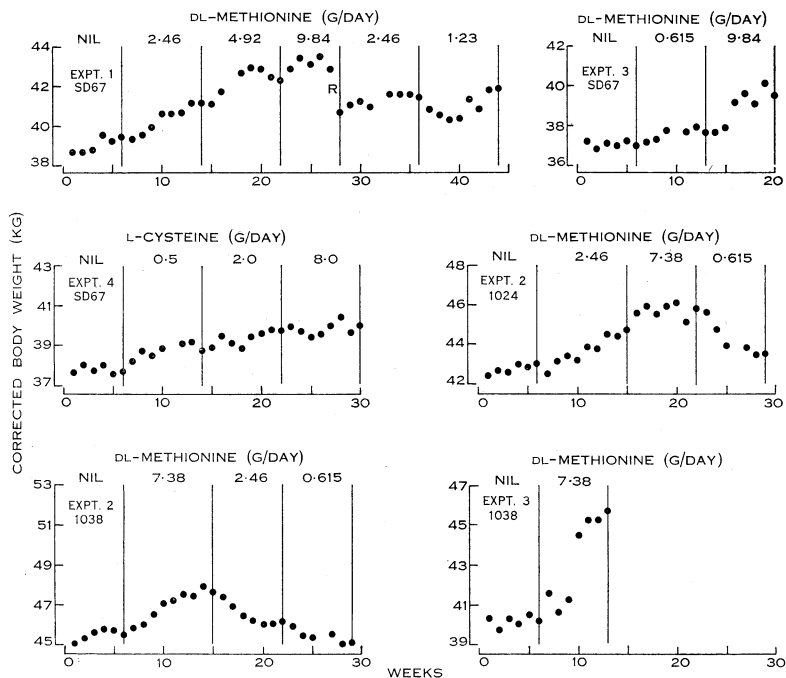 DL-METHIONINE (G/DAY)
NIL 2·46 4·92 9·84 2·46 1·23
EXPT. 1
SD67
R
44
42
40
38
0 10 20 30 40
DL-METHIONINE (G/DAY)
NIL 0·615 9·84
EXPT. 3
SD67
42
40
38
36
0 10 20
CORRECTED BODY WEIGHT (KG)
L-CYSTEINE (G/DAY)
NIL 0·5 2·0 8·0
EXPT. 4
SD67
43
41
39
37
0 10 20 30
DL-METHIONINE (G/DAY)
NIL 2·46 7·38 0·615
EXPT. 2
1024
48
46
44
42
0 10 20 30
DL-METHIONINE (G/DAY)
NIL 7·38 2·46 0·615
EXPT. 2
1038
53
51
49
47
45
0 10 20 30
DL-METHIONINE (G/DAY)
NIL 7·38
EXPT. 3
1038
47
45
43
41
39
0 10 20 30
WEEKS